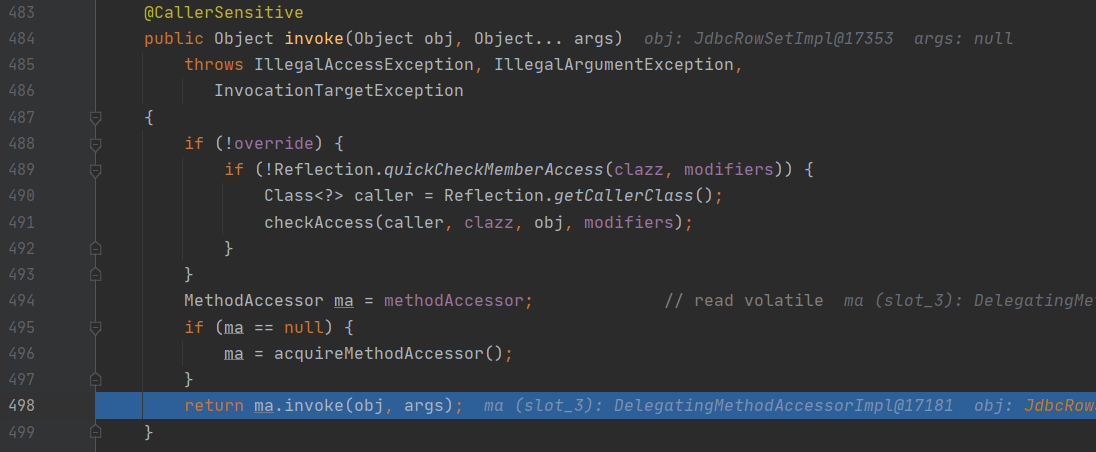 483 @CallerSensitive
484 public Object invoke(Object obj, Object... args) obj: JdbcRowSetImpl@17353 args: null
485 throws IllegalAccessException, IllegalArgumentException,
486 InvocationTargetException
487 {
488 if (!override) {
489 if (!Reflection.quickCheckMemberAccess(clazz, modifiers)) {
490 Class<?> caller = Reflection.getCallerClass();
491 checkAccess(caller, clazz, obj, modifiers);
492 }
493 }
494 MethodAccessor ma = methodAccessor; // read volatile ma (slot_3): DelegatingMe
495 if (ma == null) {
496 ma = acquireMethodAccessor();
497 }
498 return ma.invoke(obj, args); ma (slot_3): DelegatingMethodAccessorImpl@17181 obj: JdbcRow
499 }